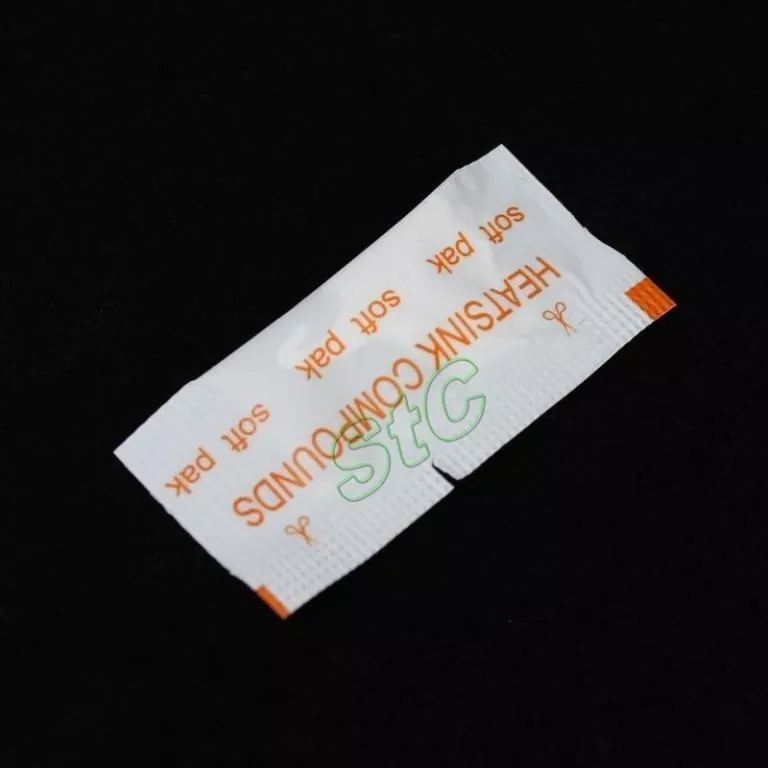 soft pak soft pak soft pak
HEATSINK COMPOUNDS
StC